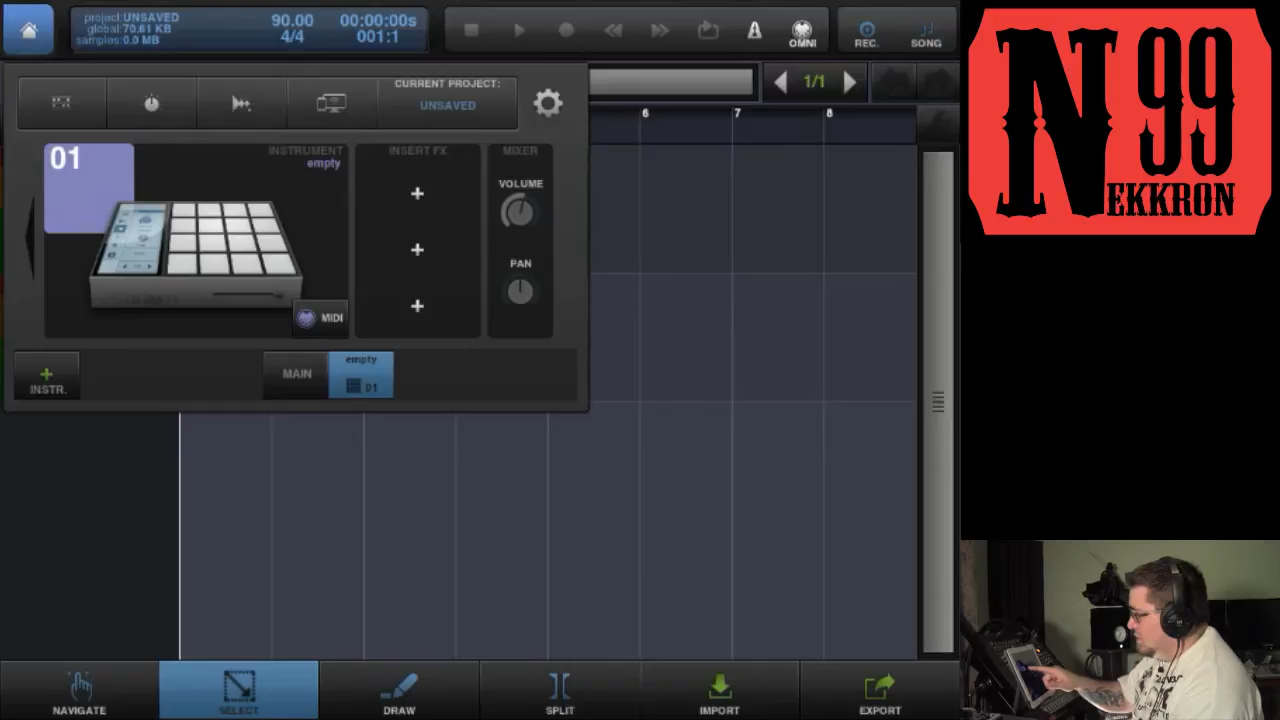 project:UNSAVED
global:70.61 KB
samples:0.0 MB
90.00
4/4
00:00:00s
001:1
OMNI
REC.
SONG
CURRENT PROJECT:
UNSAVED
1/1
6
7
8
01
INSTRUMENT
empty
INSERT FX
MIXER
VOLUME
PAN
MIDI
INSTR.
MAIN
empty
01
NAVIGATE
SELECT
DRAW
SPLIT
IMPORT
EXPORT
N 99
NEKKRON